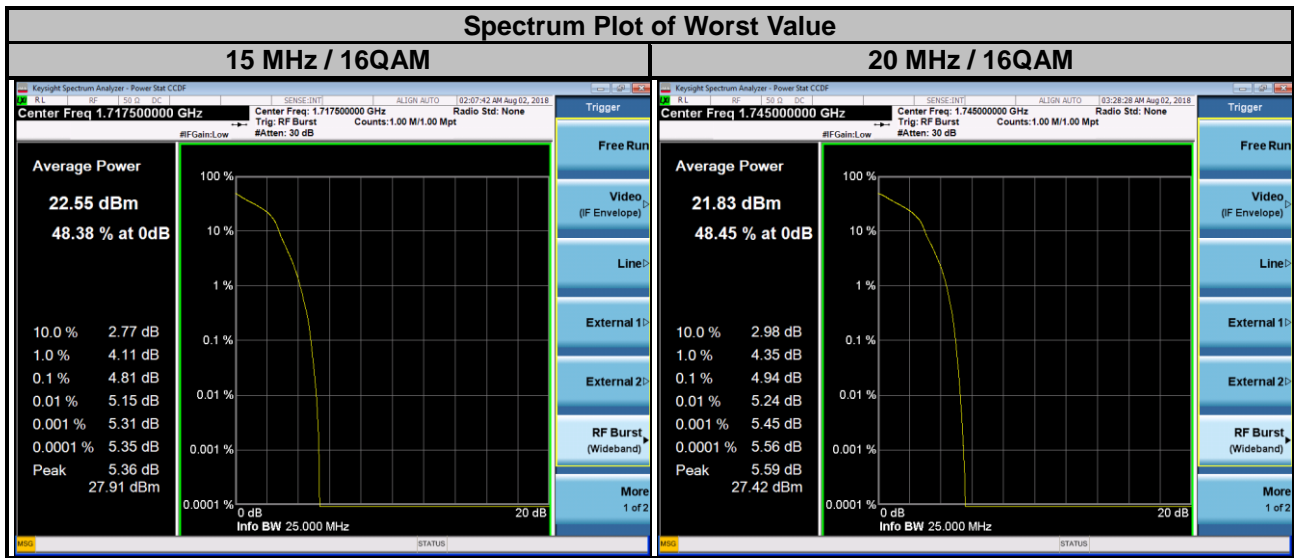 Spectrum Plot of Worst Value
15 MHz / 16QAM
20 MHz / 16QAM
Keysight Spectrum Analyzer - Power Stat CCDF
RL RF 50 Ω DC SENSE:INT ALIGN AUTO 02:07:42 AM Aug 02, 2018
Center Freq 1.717500000 GHz
Center Freq: 1.717500000 GHz Radio Std: None
Trig: RF Burst Counts:1.00 M/1.00 Mpt
#IFGain:Low #Atten: 30 dB
Average Power
22.55 dBm
48.38 % at 0dB
10.0 % 2.77 dB
1.0 % 4.11 dB
0.1 % 4.81 dB
0.01 % 5.15 dB
0.001 % 5.31 dB
0.0001 % 5.35 dB
Peak 5.36 dB
27.91 dBm
100 %
10 %
1 %
0.1 %
0.01 %
0.001 %
0.0001 %
0 dB 20 dB
Info BW 25.000 MHz
Trigger
Free Run
Video
(IF Envelope)
Line
External 1
External 2
RF Burst
(Wideband)
More
1 of 2
MSG STATUS
Keysight Spectrum Analyzer - Power Stat CCDF
RL RF 50 Ω DC SENSE:INT ALIGN AUTO 03:28:28 AM Aug 02, 2018
Center Freq 1.745000000 GHz
Center Freq: 1.745000000 GHz Radio Std: None
Trig: RF Burst Counts:1.00 M/1.00 Mpt
#IFGain:Low #Atten: 30 dB
Average Power
21.83 dBm
48.45 % at 0dB
10.0 % 2.98 dB
1.0 % 4.35 dB
0.1 % 4.94 dB
0.01 % 5.24 dB
0.001 % 5.45 dB
0.0001 % 5.56 dB
Peak 5.59 dB
27.42 dBm
100 %
10 %
1 %
0.1 %
0.01 %
0.001 %
0.0001 %
0 dB 20 dB
Info BW 25.000 MHz
Trigger
Free Run
Video
(IF Envelope)
Line
External 1
External 2
RF Burst
(Wideband)
More
1 of 2
MSG STATUS